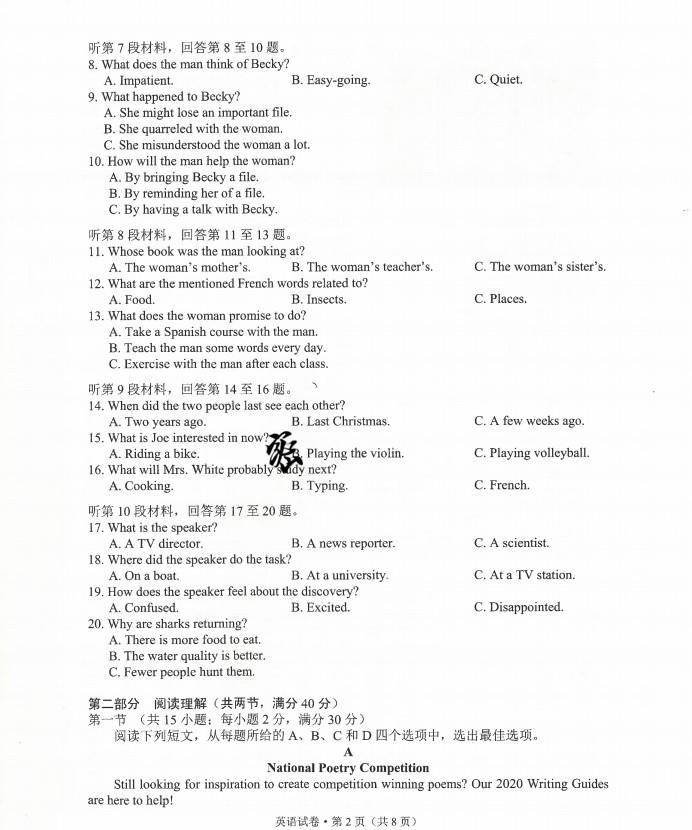 听第 7 段材料，回答第 8 至 10 题。
8. What does the man think of Becky?
A. Impatient. B. Easy-going. C. Quiet.
9. What happened to Becky?
A. She might lose an important file.
B. She quarreled with the woman.
C. She misunderstood the woman a lot.
10. How will the man help the woman?
A. By bringing Becky a file.
B. By reminding her of a file.
C. By having a talk with Becky.
听第 8 段材料，回答第 11 至 13 题。
11. Whose book was the man looking at?
A. The woman's mother's. B. The woman's teacher's. C. The woman's sister's.
12. What are the mentioned French words related to?
A. Food. B. Insects. C. Places.
13. What does the woman promise to do?
A. Take a Spanish course with the man.
B. Teach the man some words every day.
C. Exercise with the man after each class.
听第 9 段材料，回答第 14 至 16 题。
14. When did the two people last see each other?
A. Two years ago. B. Last Christmas. C. A few weeks ago.
15. What is Joe interested in now?
A. Riding a bike. B. Playing the violin. C. Playing volleyball.
16. What will Mrs. White probably study next?
A. Cooking. B. Typing. C. French.
听第 10 段材料，回答第 17 至 20 题。
17. What is the speaker?
A. A TV director. B. A news reporter. C. A scientist.
18. Where did the speaker do the task?
A. On a boat. B. At a university. C. At a TV station.
19. How does the speaker feel about the discovery?
A. Confused. B. Excited. C. Disappointed.
20. Why are sharks returning?
A. There is more food to eat.
B. The water quality is better.
C. Fewer people hunt them.
第二部分 阅读理解（共两节，满分 40 分）
第一节 （共 15 小题；每小题 2 分，满分 30 分）
阅读下列短文，从每题所给的 A、B、C 和 D 四个选项中，选出最佳选项。
A
National Poetry Competition
Still looking for inspiration to create competition winning poems? Our 2020 Writing Guides
are here to help!
英语试卷·第 2 页（共 8 页）